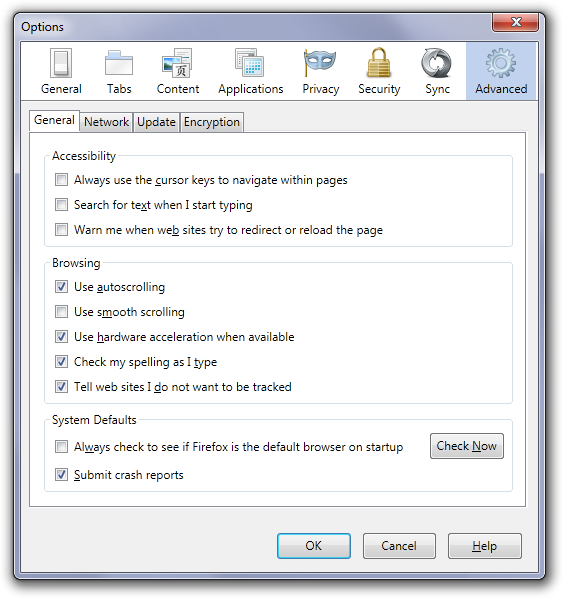 Options
General Tabs Content Applications Privacy Security Sync Advanced
General Network Update Encryption
Accessibility
Always use the cursor keys to navigate within pages
Search for text when I start typing
Warn me when web sites try to redirect or reload the page
Browsing
Use autoscrolling
Use smooth scrolling
Use hardware acceleration when available
Check my spelling as I type
Tell web sites I do not want to be tracked
System Defaults
Always check to see if Firefox is the default browser on startup Check Now
Submit crash reports
OK Cancel Help